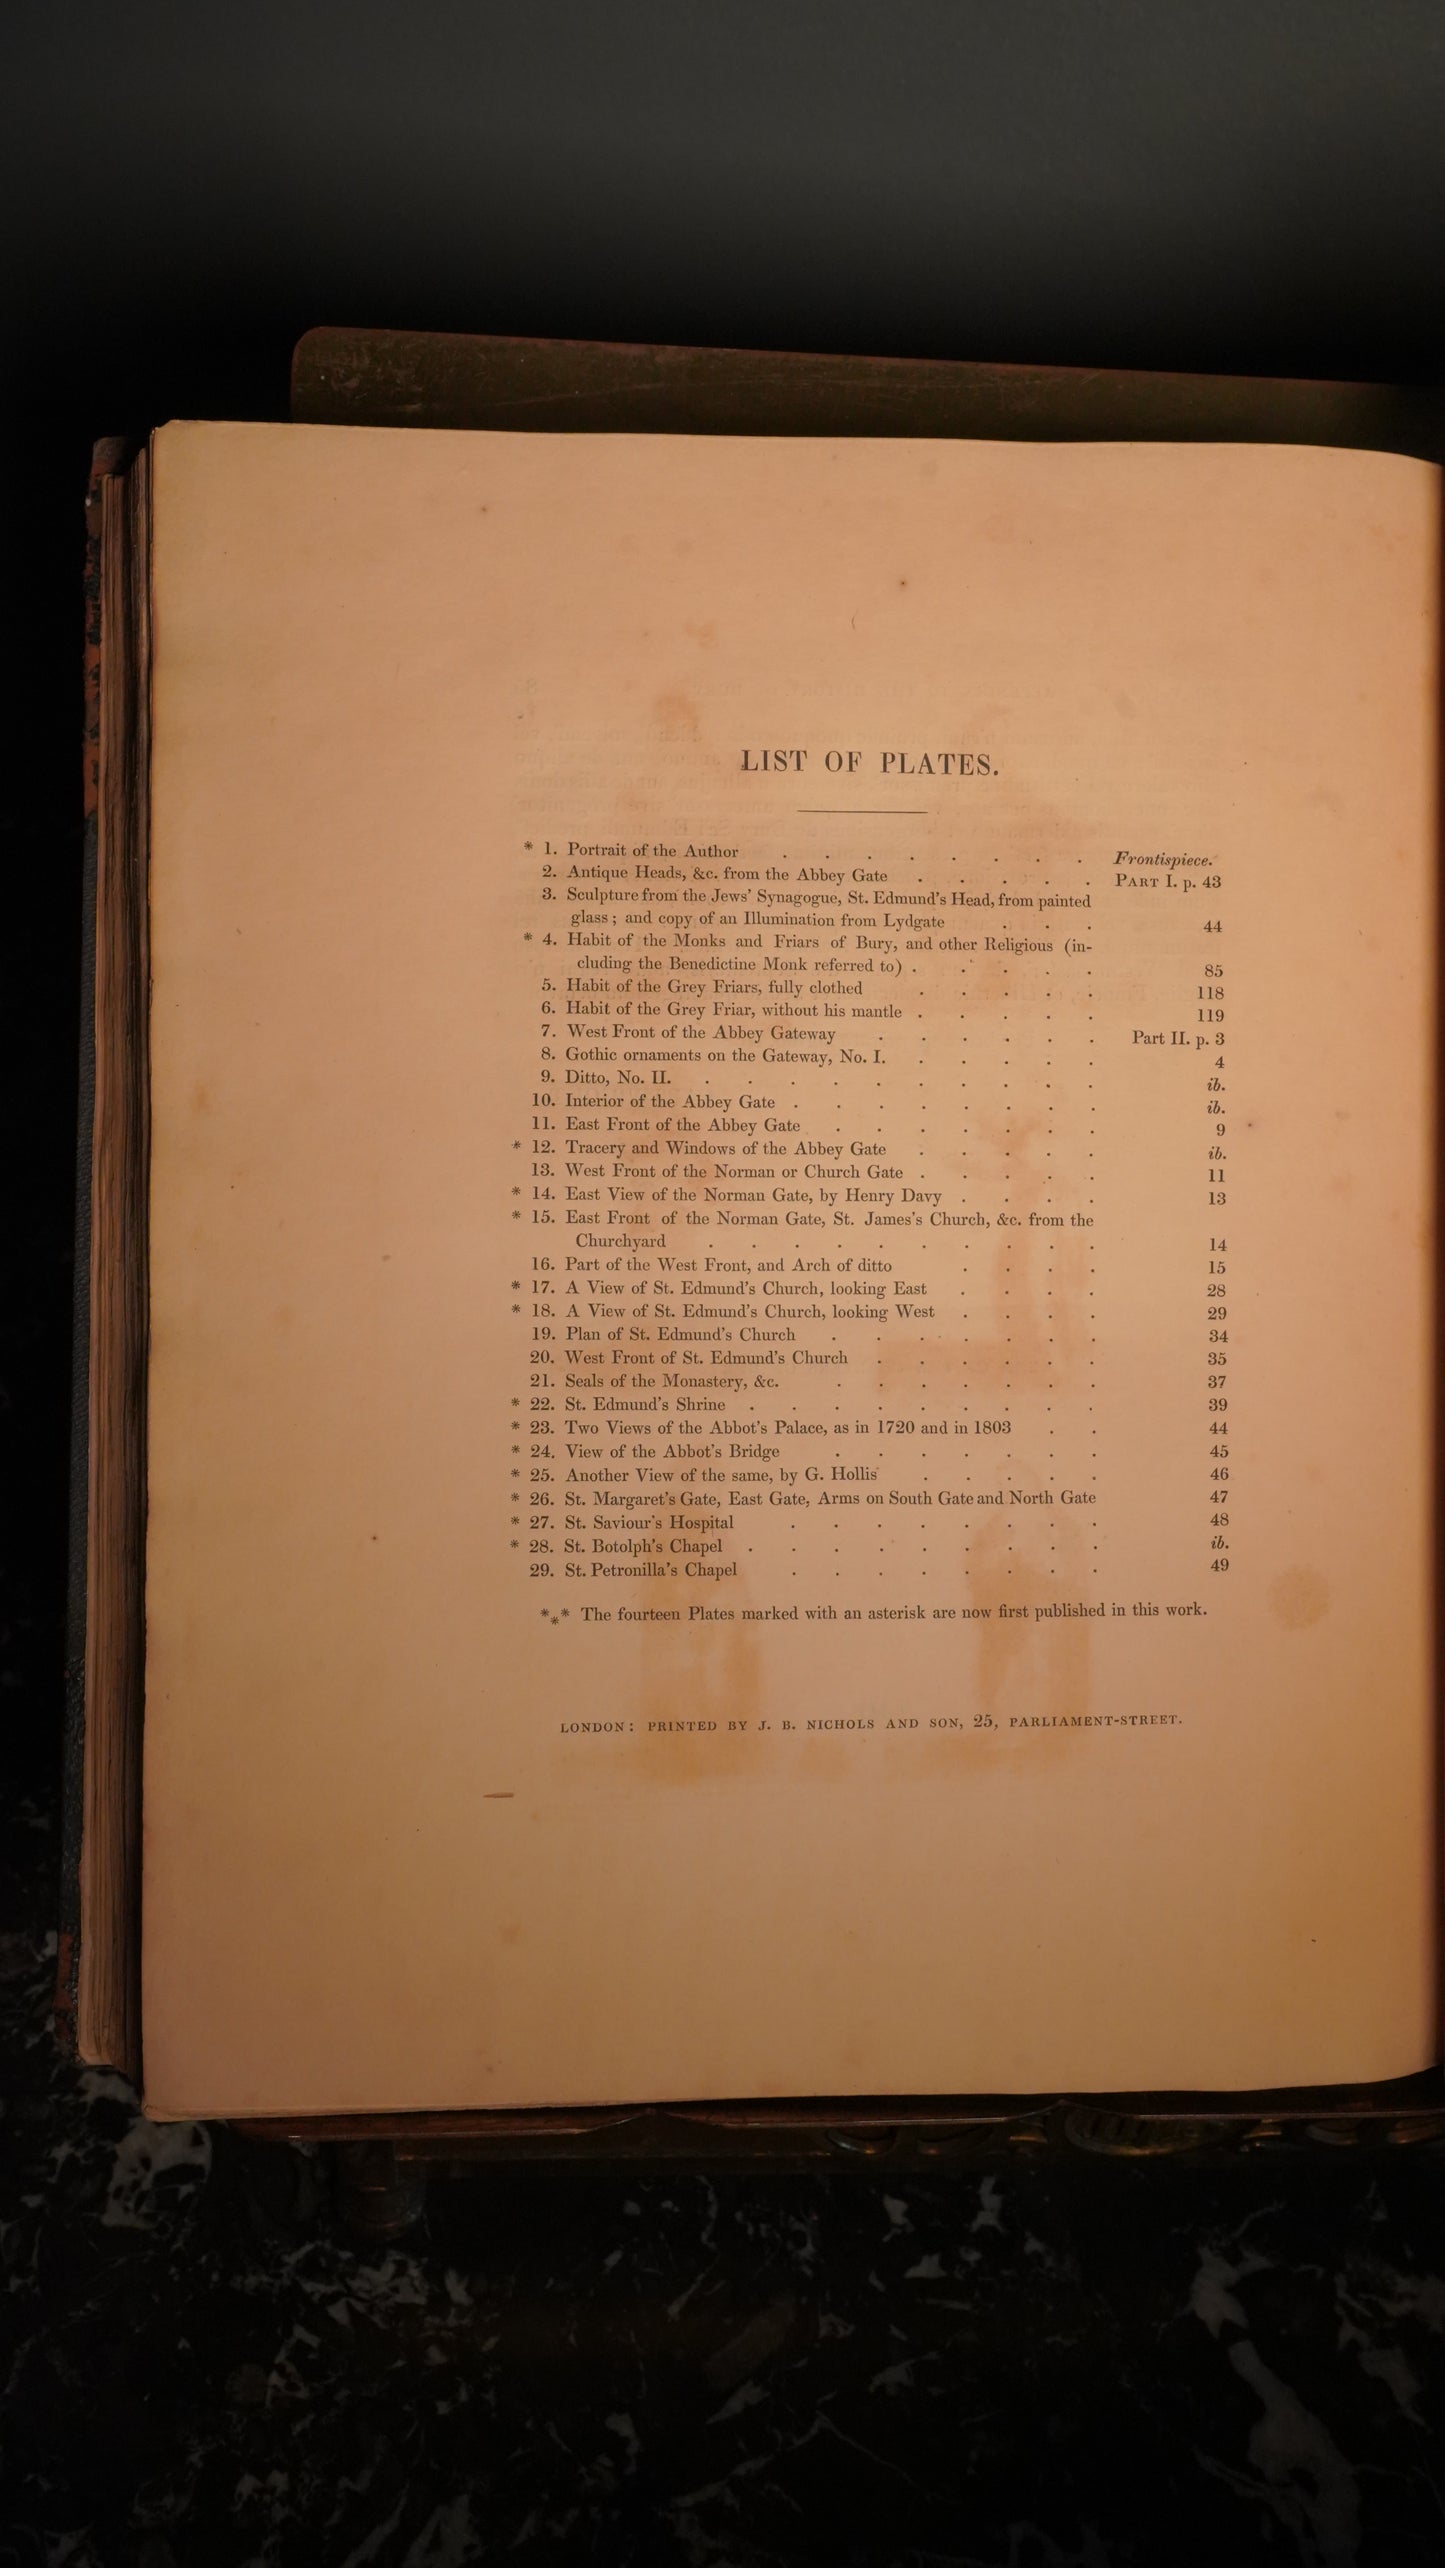 LIST OF PLATES.
* 1. Portrait of the Author . . . . . . . . Frontispiece.
2. Antique Heads, &c. from the Abbey Gate . . . . . PART I. p. 43
3. Sculpture from the Jews' Synagogue, St. Edmund's Head, from painted
glass; and copy of an Illumination from Lydgate . . . 44
* 4. Habit of the Monks and Friars of Bury, and other Religious (in-
cluding the Benedictine Monk referred to) . . . . . 85
5. Habit of the Grey Friars, fully clothed . . . . . 118
6. Habit of the Grey Friar, without his mantle . . . . . 119
7. West Front of the Abbey Gateway . . . . . . Part II. p. 3
8. Gothic ornaments on the Gateway, No. I. . . . . . 4
9. Ditto, No. II. . . . . . . . . . . ib.
10. Interior of the Abbey Gate . . . . . . . . ib.
11. East Front of the Abbey Gate . . . . . . . 9
* 12. Tracery and Windows of the Abbey Gate . . . . . ib.
13. West Front of the Norman or Church Gate . . . . . 11
* 14. East View of the Norman Gate, by Henry Davy . . . . 13
* 15. East Front of the Norman Gate, St. James's Church, &c. from the
Churchyard . . . . . . . . . . 14
16. Part of the West Front, and Arch of ditto . . . . 15
* 17. A View of St. Edmund's Church, looking East . . . . 28
* 18. A View of St. Edmund's Church, looking West . . . . 29
19. Plan of St. Edmund's Church . . . . . . . 34
20. West Front of St. Edmund's Church . . . . . . 35
21. Seals of the Monastery, &c. . . . . . . . 37
* 22. St. Edmund's Shrine . . . . . . . . . 39
* 23. Two Views of the Abbot's Palace, as in 1720 and in 1803 . . 44
* 24. View of the Abbot's Bridge . . . . . . . 45
* 25. Another View of the same, by G. Hollis . . . . . 46
* 26. St. Margaret's Gate, East Gate, Arms on South Gate and North Gate 47
* 27. St. Saviour's Hospital . . . . . . . . 48
* 28. St. Botolph's Chapel . . . . . . . . . ib.
29. St. Petronilla's Chapel . . . . . . . . 49
*** The fourteen Plates marked with an asterisk are now first published in this work.
LONDON: PRINTED BY J. B. NICHOLS AND SON, 25, PARLIAMENT-STREET.